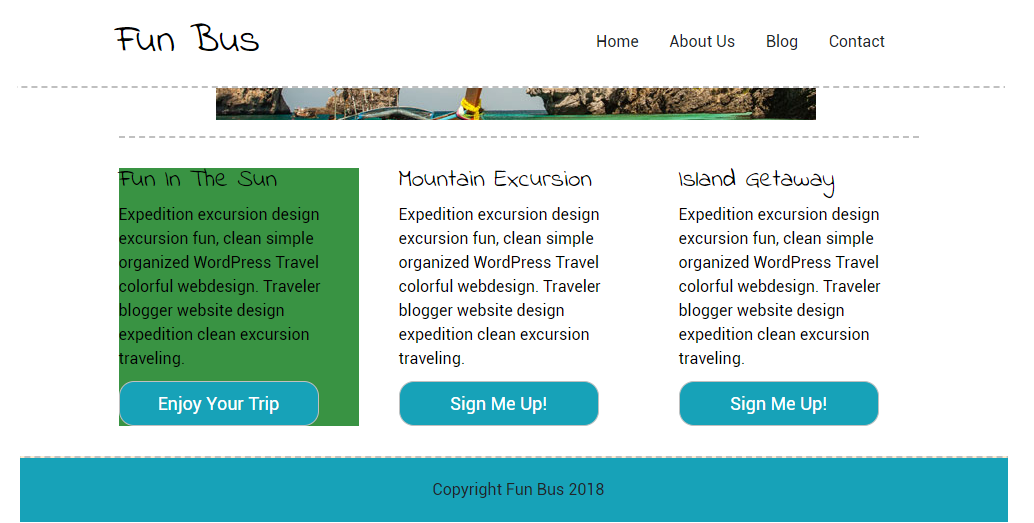 Fun Bus
Home About Us Blog Contact
Fun In The Sun
Expedition excursion design
excursion fun, clean simple
organized WordPress Travel
colorful webdesign. Traveler
blogger website design
expedition clean excursion
traveling.
Enjoy Your Trip
Mountain Excursion
Expedition excursion design
excursion fun, clean simple
organized WordPress Travel
colorful webdesign. Traveler
blogger website design
expedition clean excursion
traveling.
Sign Me Up!
Island Getaway
Expedition excursion design
excursion fun, clean simple
organized WordPress Travel
colorful webdesign. Traveler
blogger website design
expedition clean excursion
traveling.
Sign Me Up!
Copyright Fun Bus 2018